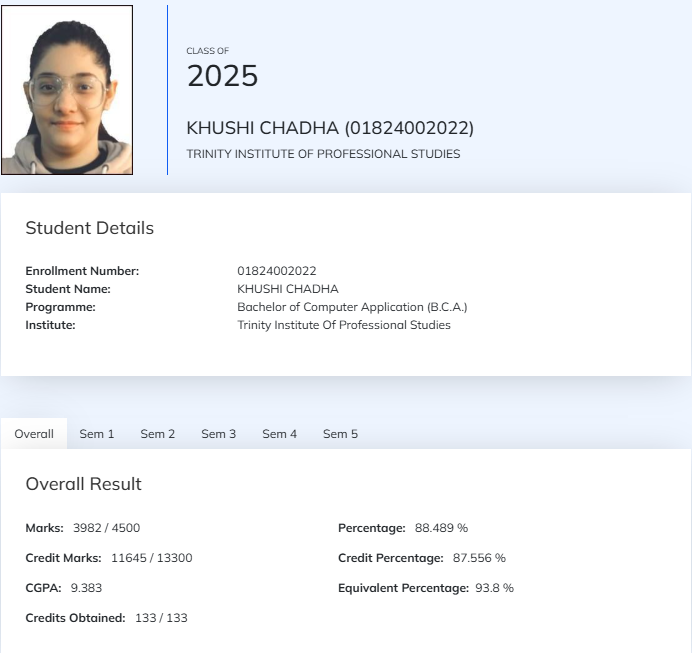 CLASS OF
2025
KHUSHI CHADHA (01824002022)
TRINITY INSTITUTE OF PROFESSIONAL STUDIES
Student Details
Enrollment Number: 01824002022
Student Name: KHUSHI CHADHA
Programme: Bachelor of Computer Application (B.C.A.)
Institute: Trinity Institute Of Professional Studies
Overall Sem 1 Sem 2 Sem 3 Sem 4 Sem 5
Overall Result
Marks: 3982 / 4500 Percentage: 88.489 %
Credit Marks: 11645 / 13300 Credit Percentage: 87.556 %
CGPA: 9.383 Equivalent Percentage: 93.8 %
Credits Obtained: 133 / 133